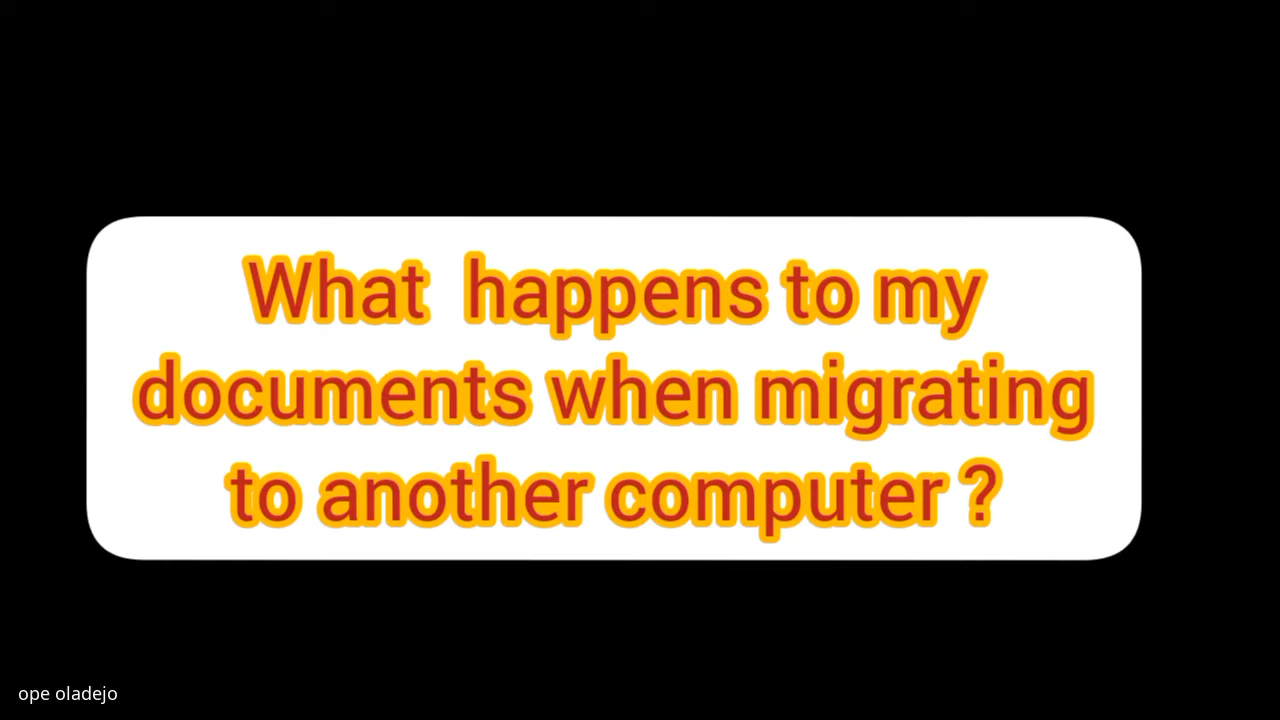 What  happens to my
documents when migrating
to another computer ?
ope oladejo